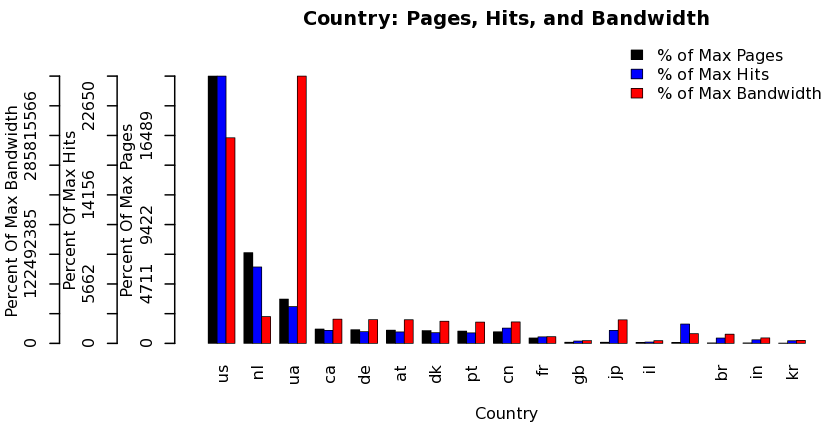 Country: Pages, Hits, and Bandwidth
% of Max Pages
% of Max Hits
% of Max Bandwidth
Percent Of Max Bandwidth
0
122492385
285815566
Percent Of Max Hits
0
5662
14156
22650
Percent Of Max Pages
0
4711
9422
16489
us
nl
ua
ca
de
at
dk
pt
cn
fr
gb
jp
il
br
in
kr
Country